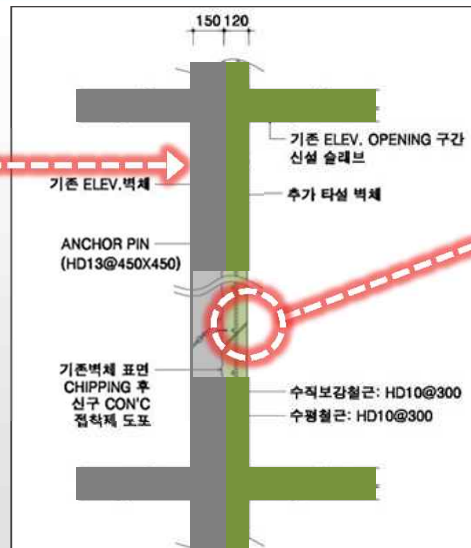 150 120
기존 ELEV. OPENING 구간
신설 슬래브
기존 ELEV.벽체
추가 타설 벽체
ANCHOR PIN
(HD13@450X450)
기존벽체 표면
CHIPPING 후
신구 CON'C
접착제 도포
수직보강철근: HD10@300
수평철근: HD10@300